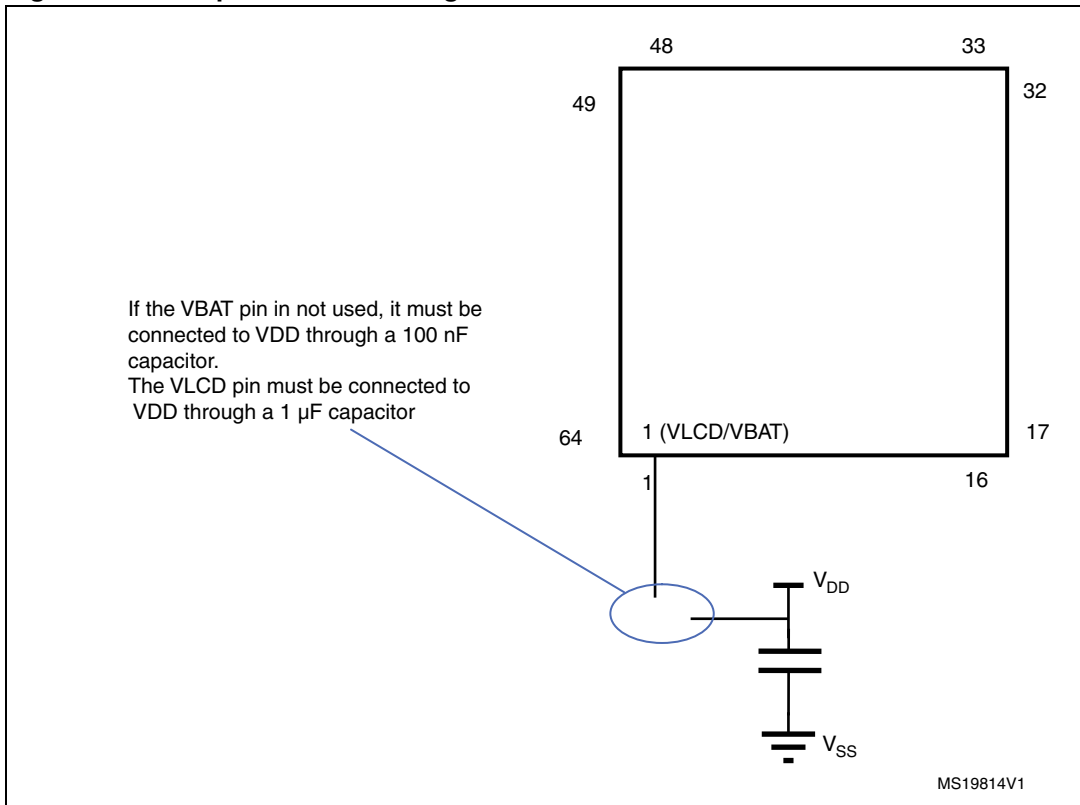 48
33
49
32
If the VBAT pin in not used, it must be
connected to VDD through a 100 nF
capacitor.
The VLCD pin must be connected to
VDD through a 1 µF capacitor
64
1 (VLCD/VBAT)
17
1
16
VDD
VSS
MS19814V1